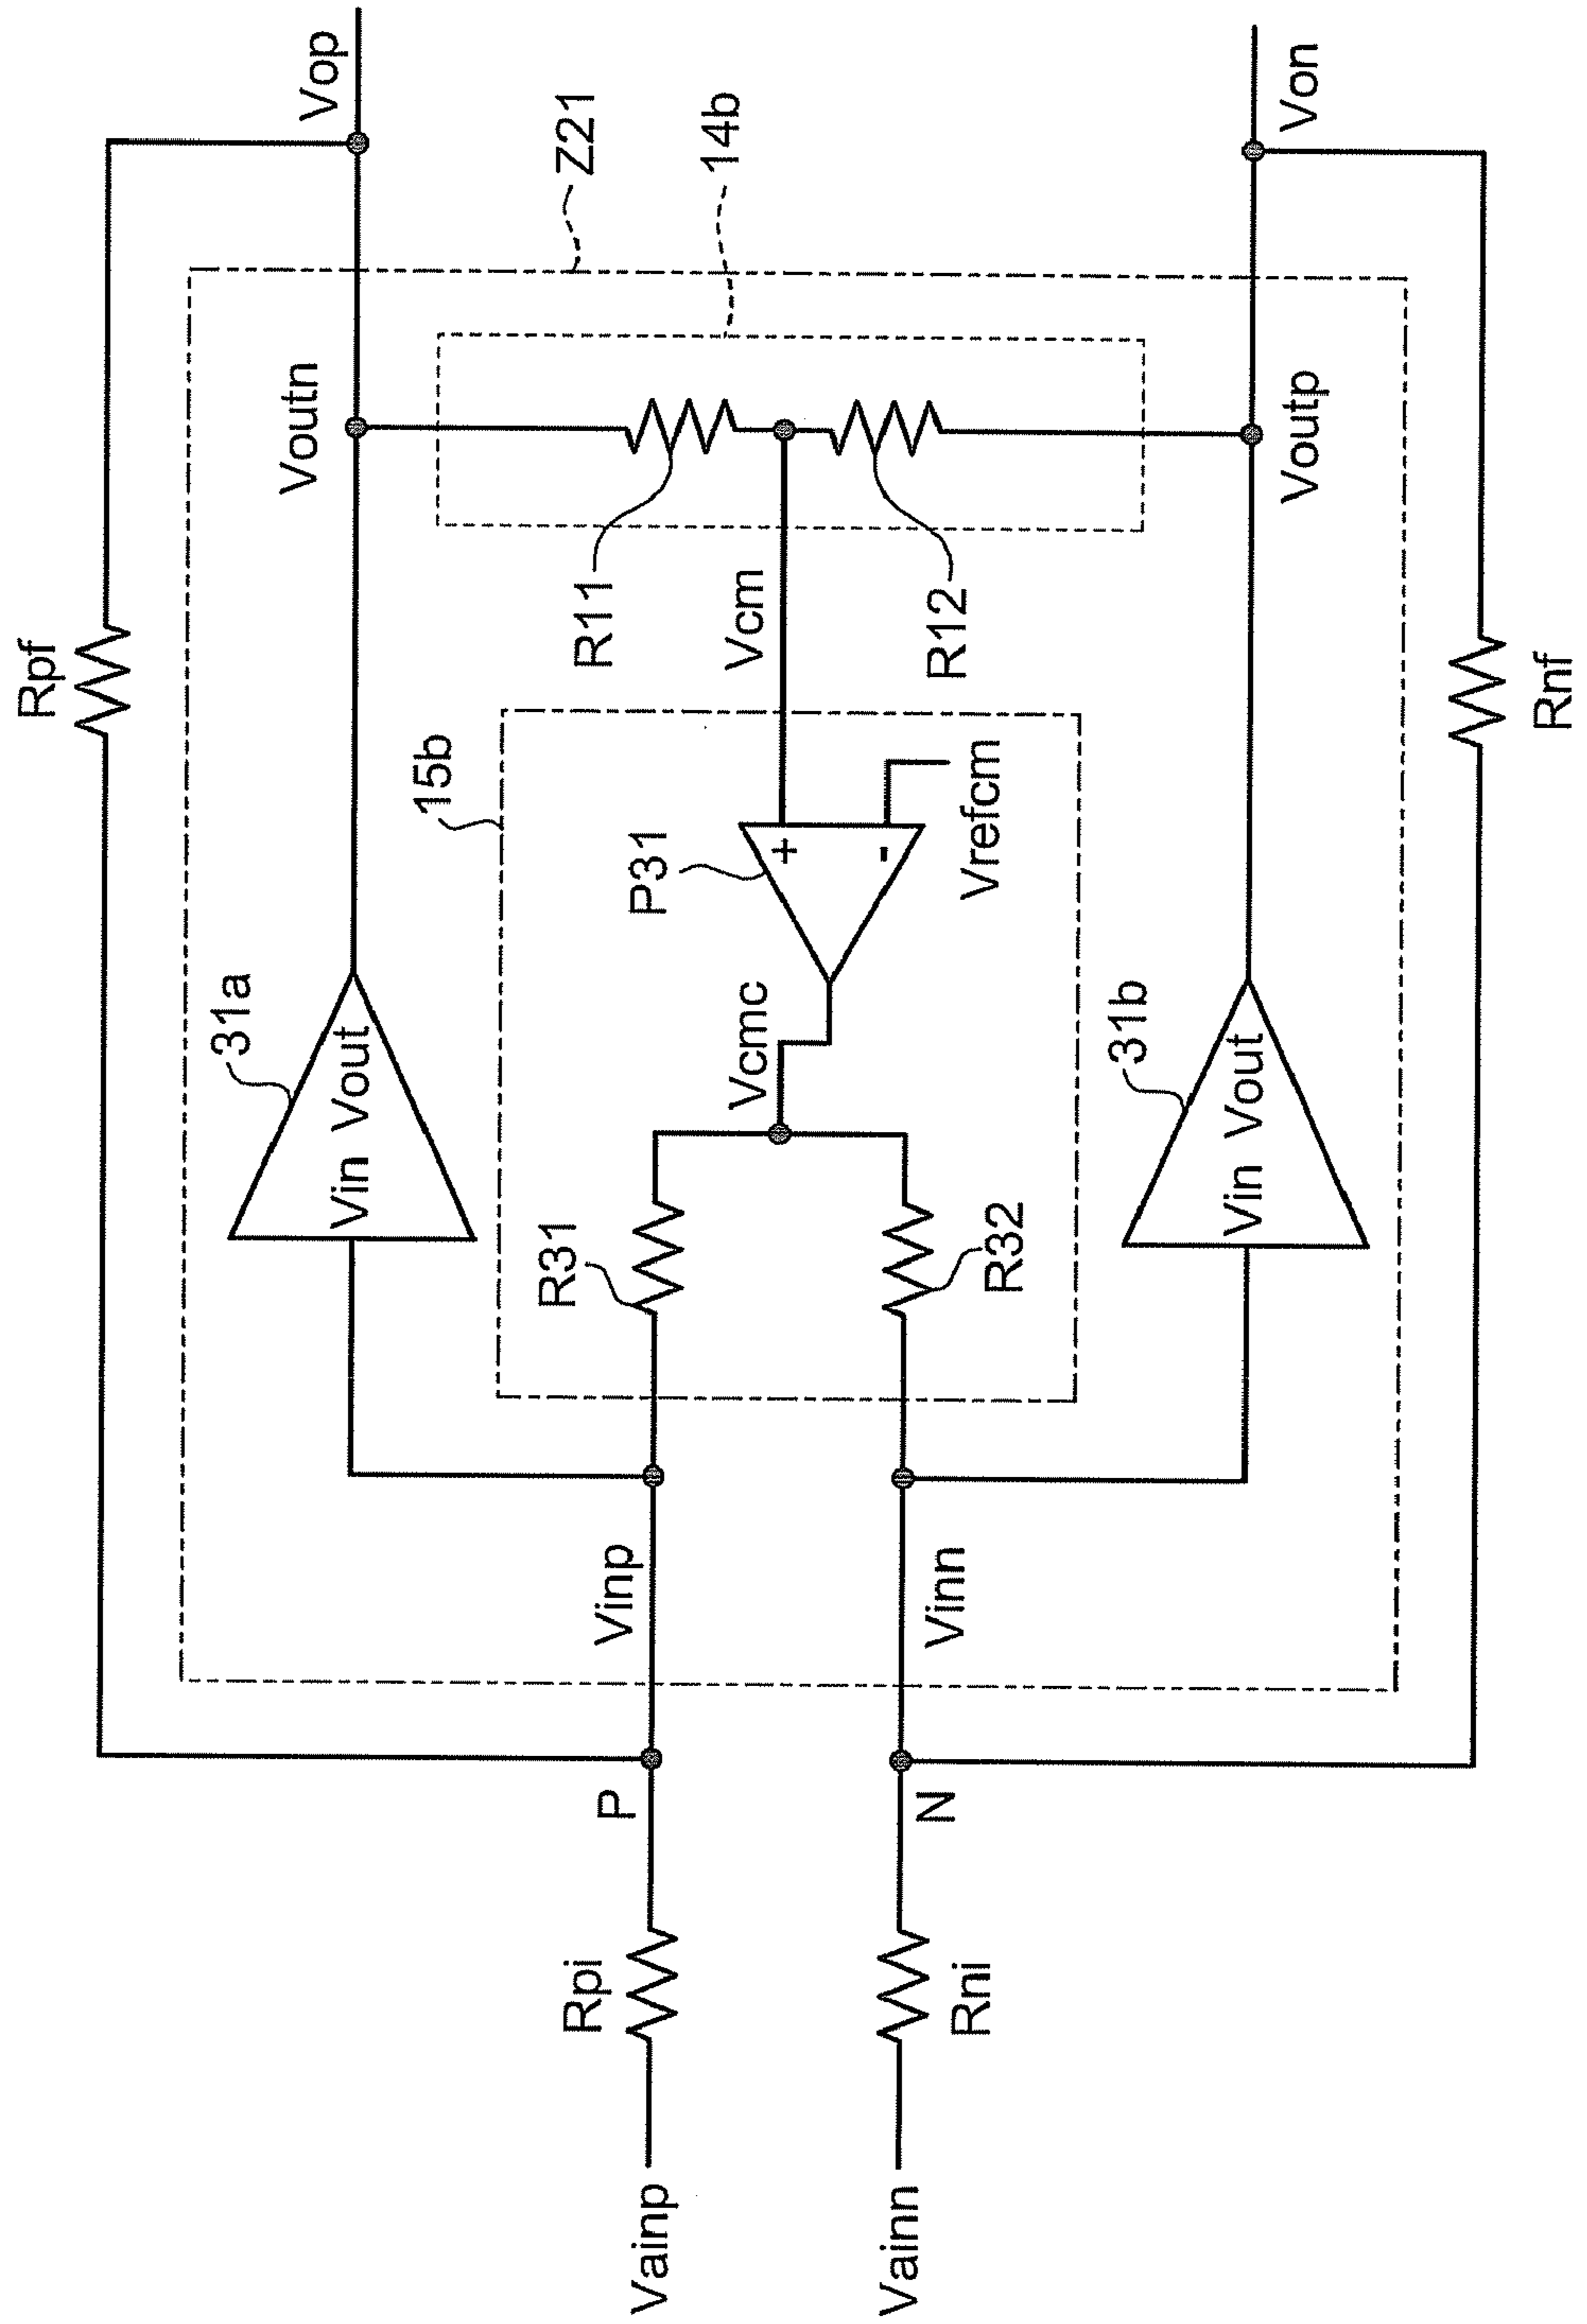 Rpf
Vop
Z21
14b
31a
Vin Vout
Voutn
15b
P31
R11
Vcm
Vcmc
+
-
Vrefcm
R12
R31
R32
Vinp
Vinn
P
N
Rpi
Rni
Vainp
Vainn
31b
Vin Vout
Voutp
Von
Rnf